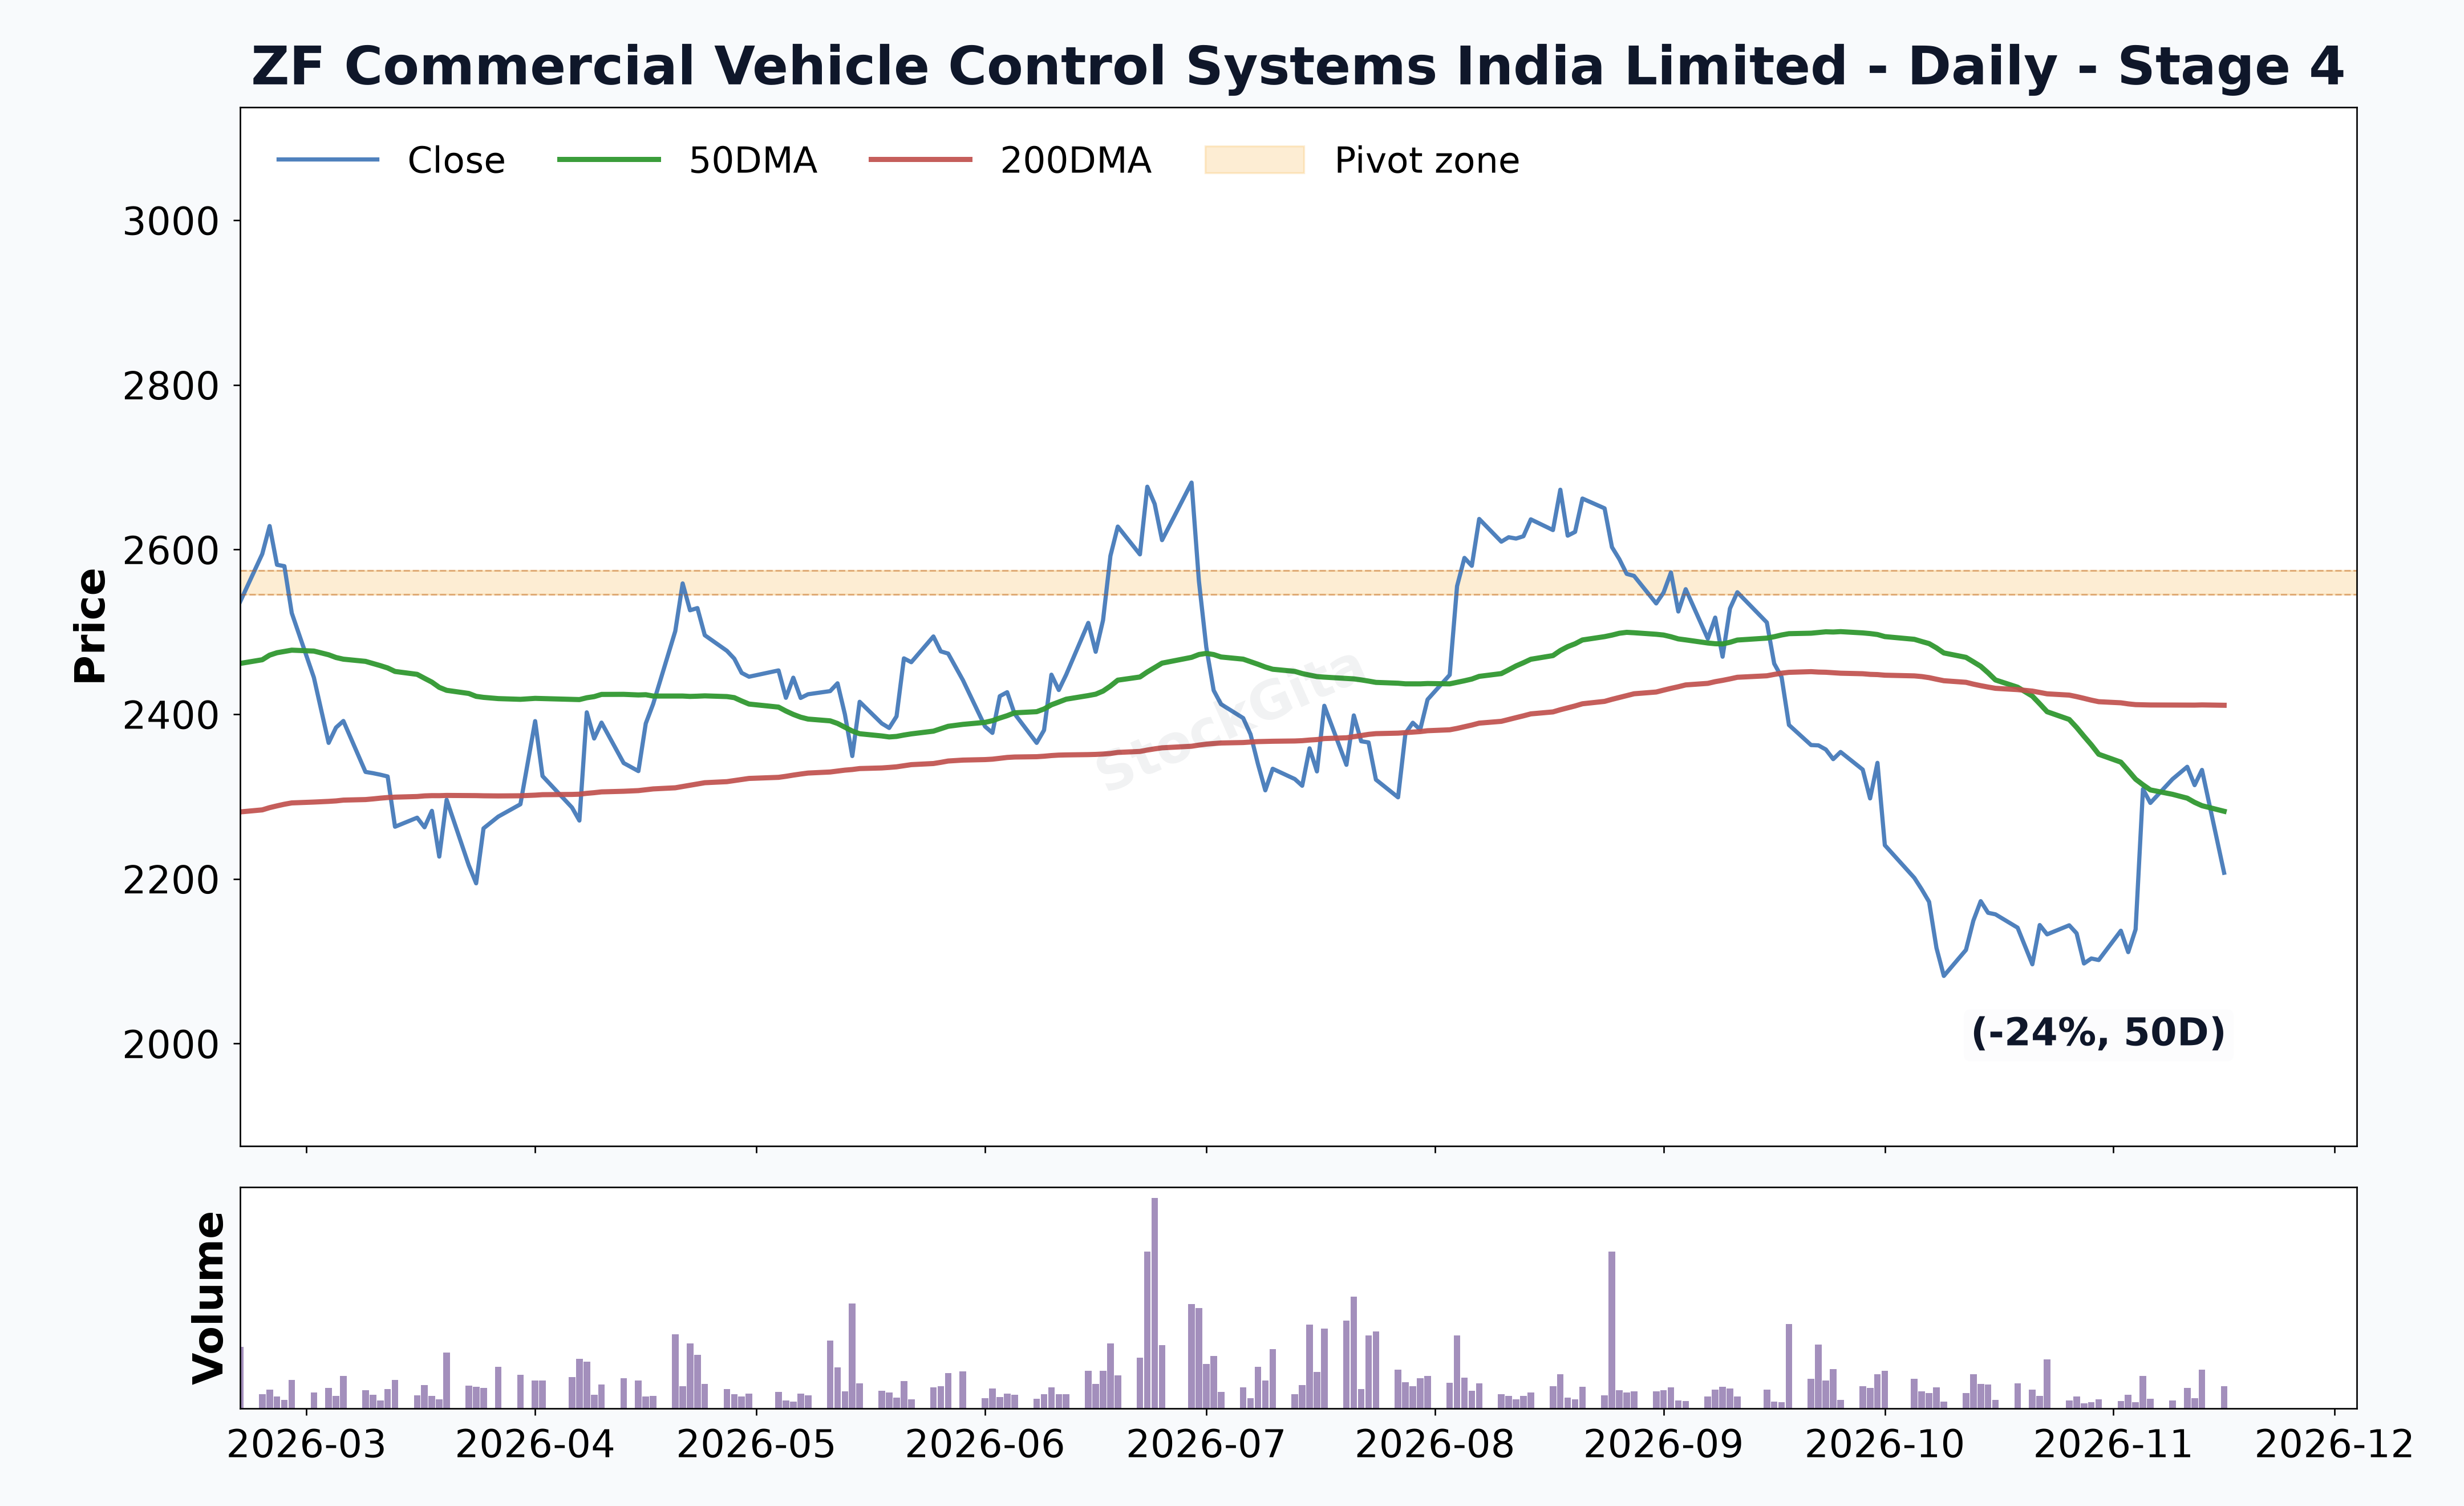 ZF Commercial Vehicle Control Systems India Limited - Daily - Stage 4
Close 50DMA 200DMA Pivot zone
3000
2800
2600
2400
2200
2000
Price
StockGita
(-24%, 50D)
Volume
2026-03 2026-04 2026-05 2026-06 2026-07 2026-08 2026-09 2026-10 2026-11 2026-12